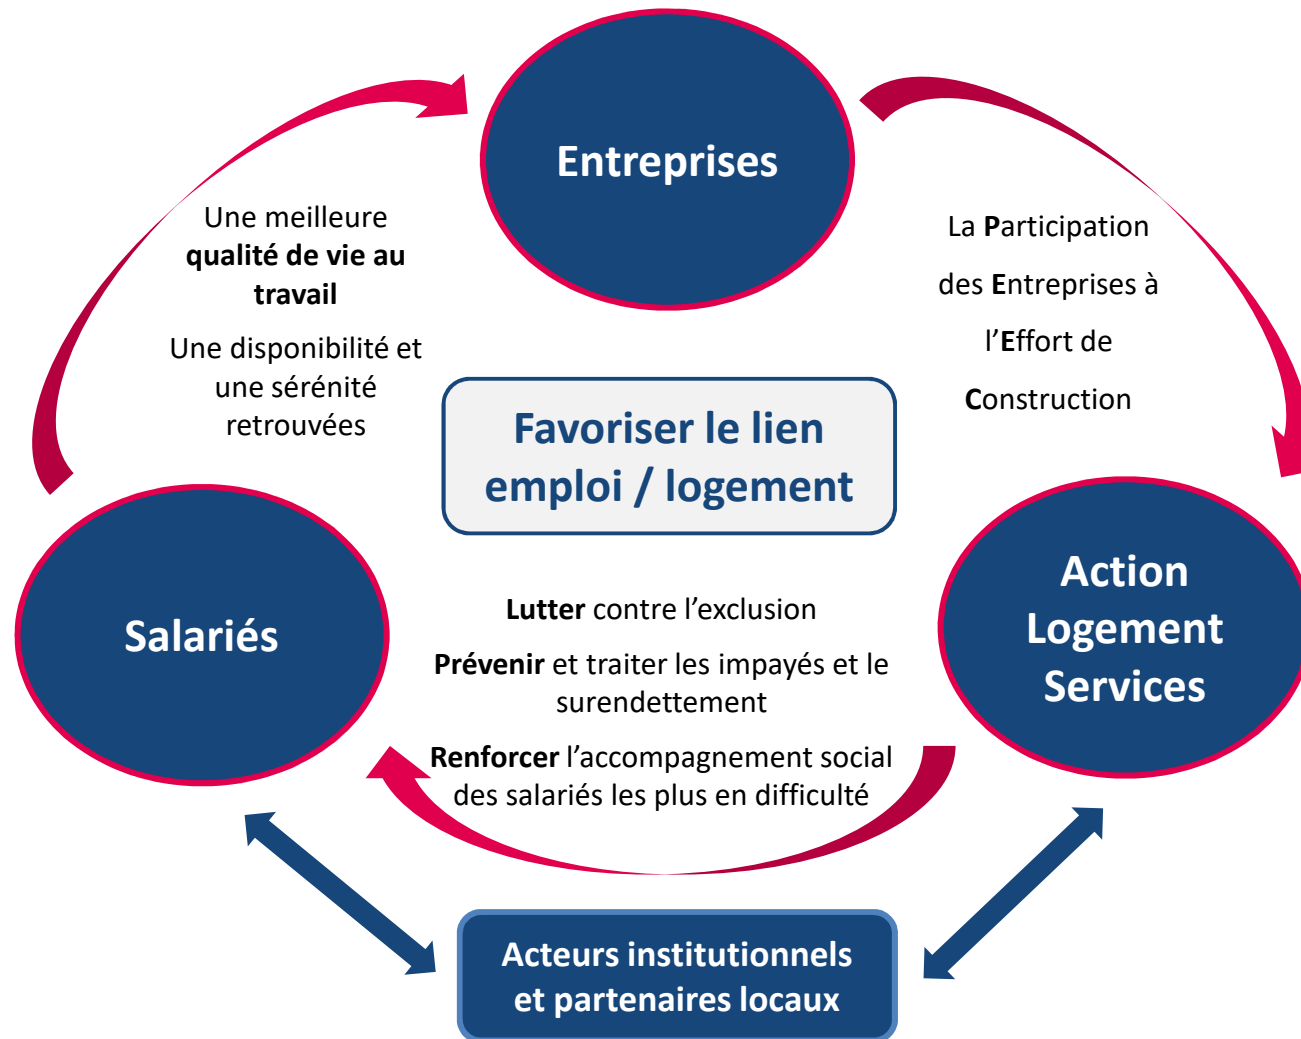 Entreprises
Une meilleure
qualité de vie au
travail
Une disponibilité et
une sérénité
retrouvées
La Participation
des Entreprises à
l’Effort de
Construction
Favoriser le lien
emploi / logement
Salariés
Action
Logement
Services
Lutter contre l’exclusion
Prévenir et traiter les impayés et le
surendettement
Renforcer l’accompagnement social
des salariés les plus en difficulté
Acteurs institutionnels
et partenaires locaux